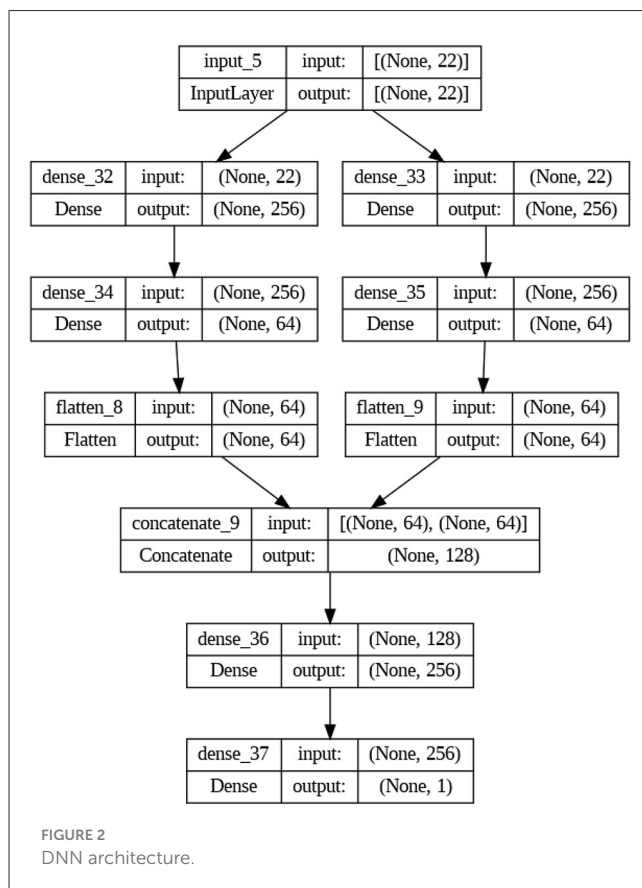 input_5 input: [(None, 22)]
InputLayer output: [(None, 22)]
dense_32 input: (None, 22)
Dense output: (None, 256)
dense_33 input: (None, 22)
Dense output: (None, 256)
dense_34 input: (None, 256)
Dense output: (None, 64)
dense_35 input: (None, 256)
Dense output: (None, 64)
flatten_8 input: (None, 64)
Flatten output: (None, 64)
flatten_9 input: (None, 64)
Flatten output: (None, 64)
concatenate_9 input: [(None, 64), (None, 64)]
Concatenate output: (None, 128)
dense_36 input: (None, 128)
Dense output: (None, 256)
dense_37 input: (None, 256)
Dense output: (None, 1)
FIGURE 2
DNN architecture.